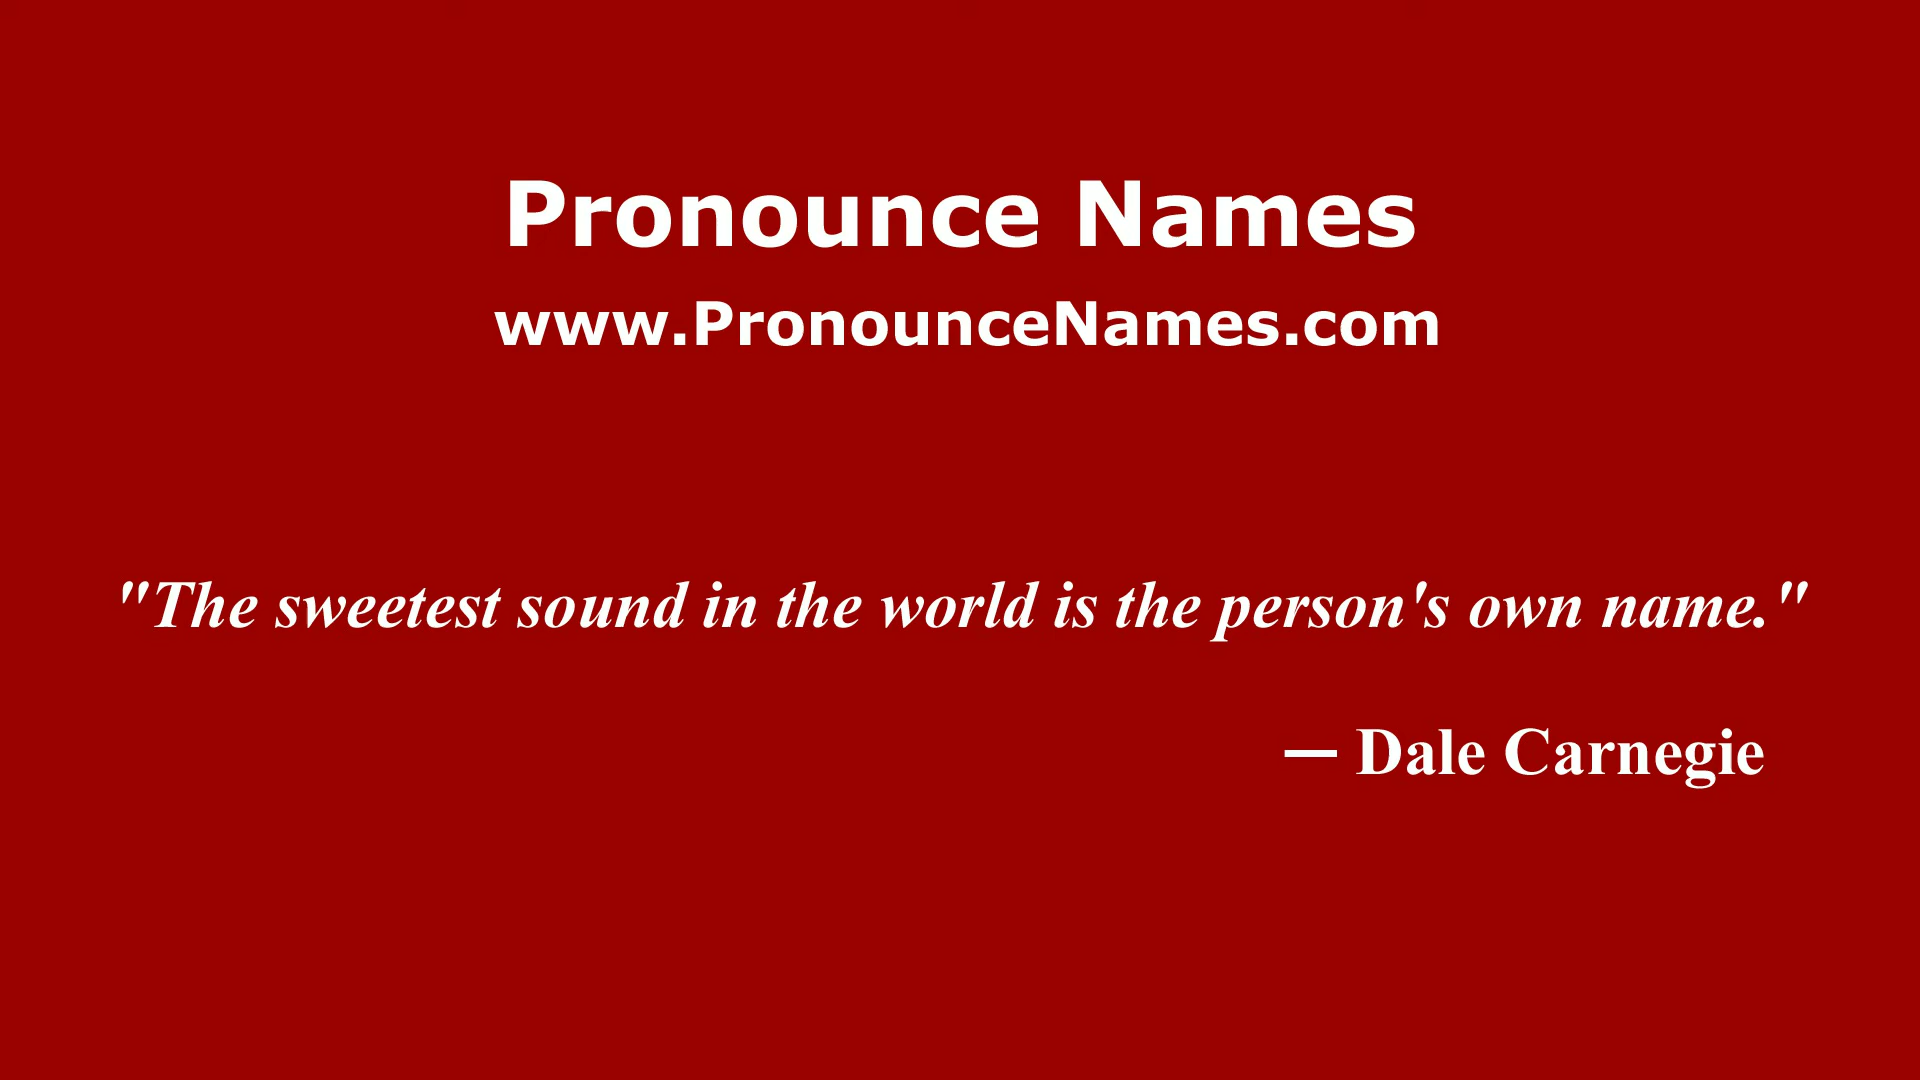 Pronounce Names
www.PronounceNames.com
"The sweetest sound in the world is the person's own name."
— Dale Carnegie